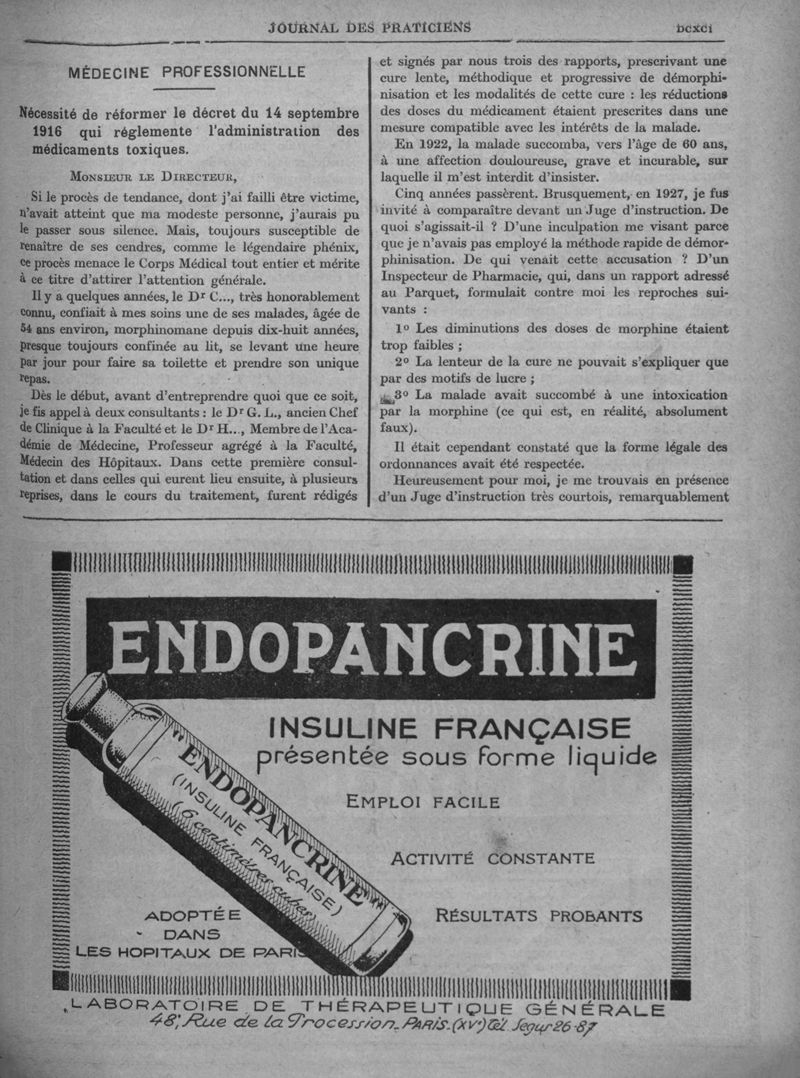 JOURNAL DES PRATICIENS
DCXCI
MÉDECINE PROFESSIONNELLE
Nécessité de réformer le décret du 14 septembre
1916 qui réglemente l'administration des
médicaments toxiques.
MONSIEUR LE DIRECTEUR,
Si le procès de tendance, dont j'ai failli être victime,
n'avait atteint que ma modeste personne, j'aurais pu
le passer sous silence. Mais, toujours susceptible de
renaître de ses cendres, comme le légendaire phénix,
ce procès menace le Corps Médical tout entier et mérite
à ce titre d'attirer l'attention générale.
Il y a quelques années, le Dr C..., très honorablement
connu, confiait à mes soins une de ses malades, âgée de
54 ans environ, morphinomane depuis dix-huit années,
presque toujours confinée au lit, se levant une heure
par jour pour faire sa toilette et prendre son unique
repas.
Dès le début, avant d'entreprendre quoi que ce soit,
je fis appel à deux consultants : le Dr G. L., ancien Chef
de Clinique à la Faculté et le Dr H..., Membre de l'Aca-
démie de Médecine, Professeur agrégé à la Faculté,
Médecin des Hôpitaux. Dans cette première consul-
tation et dans celles qui eurent lieu ensuite, à plusieurs
reprises, dans le cours du traitement, furent rédigés
et signés par nous trois des rapports, prescrivant une
cure lente, méthodique et progressive de démorphi-
nisation et les modalités de cette cure : les réductions
des doses du médicament étaient prescrites dans une
mesure compatible avec les intérêts de la malade.
En 1922, la malade succomba, vers l'âge de 60 ans,
à une affection douloureuse, grave et incurable, sur
laquelle il m'est interdit d'insister.
Cinq années passèrent. Brusquement, en 1927, je fus
invité à comparaître devant un Juge d'instruction. De
quoi s'agissait-il ? D'une inculpation me visant parce
que je n'avais pas employé la méthode rapide de démor-
phinisation. De qui venait cette accusation ? D'un
Inspecteur de Pharmacie, qui, dans un rapport adressé
au Parquet, formulait contre moi les reproches sui-
vants :
1º Les diminutions des doses de morphine étaient
trop faibles ;
2º La lenteur de la cure ne pouvait s'expliquer que
par des motifs de lucre ;
3º La malade avait succombé à une intoxication
par la morphine (ce qui est, en réalité, absolument
faux).
Il était cependant constaté que la forme légale des
ordonnances avait été respectée.
Heureusement pour moi, je me trouvais en présence
d'un Juge d'instruction très courtois, remarquablement
ENDOPANCRINE
INSULINE FRANÇAISE
présentée sous forme liquide
EMPLOI FACILE
ACTIVITÉ CONSTANTE
RÉSULTATS PROBANTS
"ENDOPANCRINE"
(INSULINE FRANÇAISE)
(6 centimètres cubes)
ADOPTÉE
DANS
LES HOPITAUX DE PARIS
LABORATOIRE DE THÉRAPEUTIQUE GÉNÉRALE
48, Rue de la Procession. PARIS. (XVe) Tél. Segur 26-87